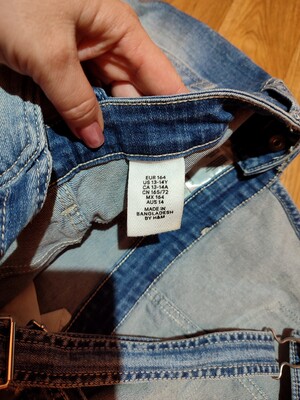 EUR 164
US 13-14Y
CA 13-14A
CN 165/72
MX 164
AUS 14
MADE IN
BANGLADESH
BY H&M